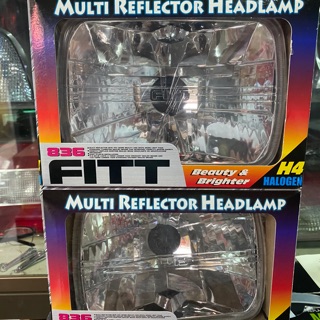 MULTI REFLECTOR HEADLAMP
836
FITT
Beauty &
Brighter
H4
HALOGEN
MULTI REFLECTOR HEADLAMP
836